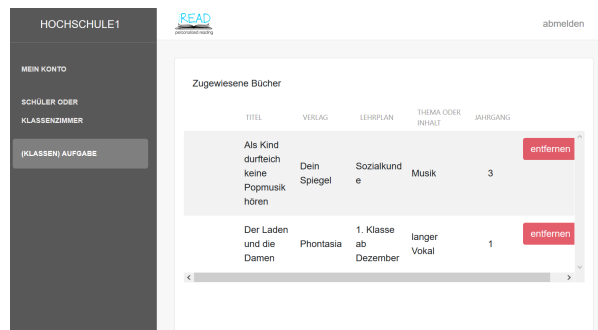 HOCHSCHULE1
READ
personalised reading
abmelden
MEIN KONTO
SCHÜLER ODER
KLASSENZIMMER
(KLASSEN) AUFGABE
Zugewiesene Bücher
TITEL VERLAG LEHRPLAN THEMA ODER INHALT JAHRGANG
Als Kind
durfteich
keine
Popmusik
hören
Dein
Spiegel
Sozialkund
e
Musik
3
entfernen
Der Laden
und die
Damen
Phontasia
1. Klasse
ab
Dezember
langer
Vokal
1
entfernen